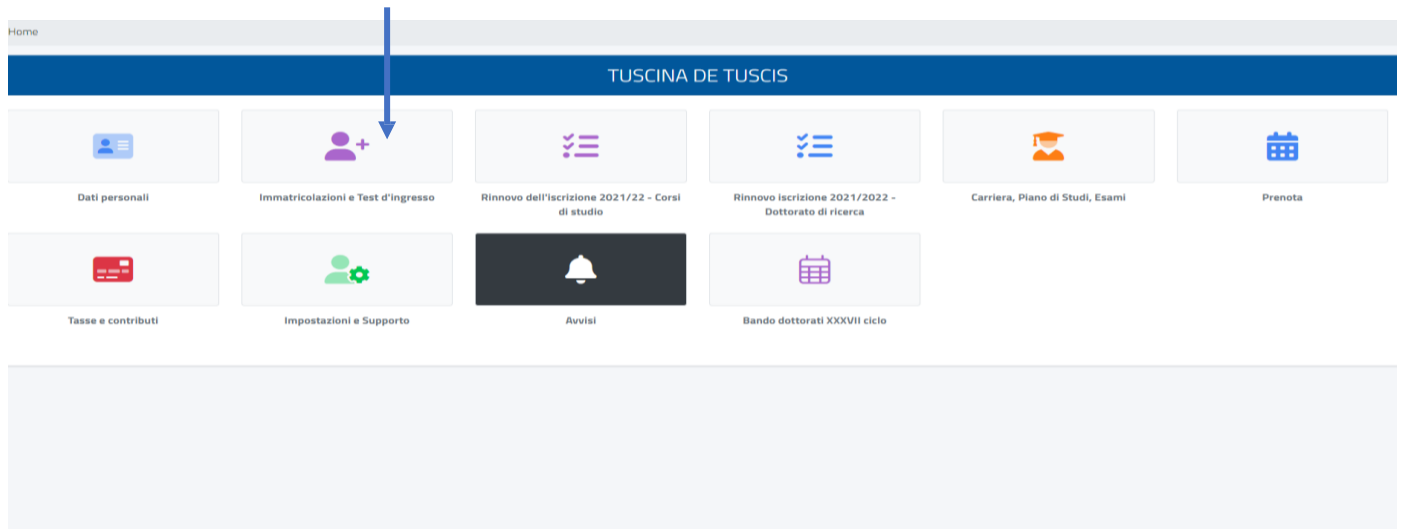 Home
TUSCINA DE TUSCIS
Dati personali
Immatricolazioni e Test d'ingresso
Rinnovo dell'iscrizione 2021/22 - Corsi
di studio
Rinnovo iscrizione 2021/2022 -
Dottorato di ricerca
Carriera, Piano di Studi, Esami
Prenota
Tasse e contributi
Impostazioni e Supporto
Avvisi
Bando dottorati XXXVII ciclo